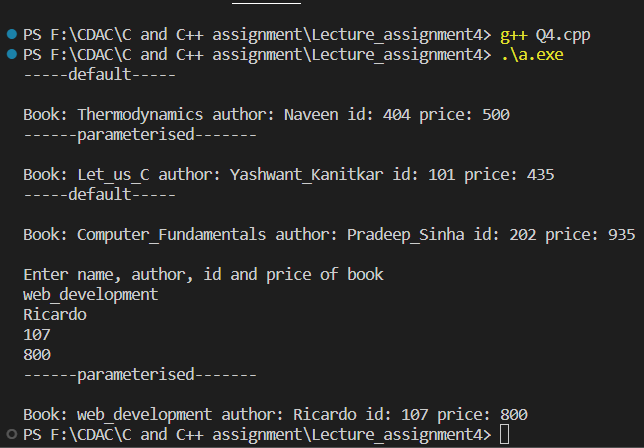 PS F:\CDAC\C and C++ assignment\Lecture_assignment4> g++ Q4.cpp
PS F:\CDAC\C and C++ assignment\Lecture_assignment4> .\a.exe
-----default-----
Book: Thermodynamics author: Naveen id: 404 price: 500
------parameterised-------
Book: Let_us_C author: Yashwant_Kanitkar id: 101 price: 435
-----default-----
Book: Computer_Fundamentals author: Pradeep_Sinha id: 202 price: 935
Enter name, author, id and price of book
web_development
Ricardo
107
800
------parameterised-------
Book: web_development author: Ricardo id: 107 price: 800
PS F:\CDAC\C and C++ assignment\Lecture_assignment4>